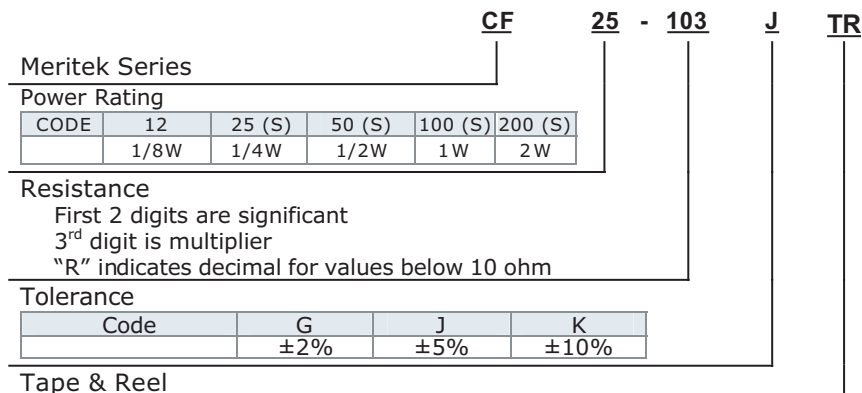 CF 25 - 103 J TR
Meritek Series
Power Rating
CODE 12 25 (S) 50 (S) 100 (S) 200 (S)
1/8W 1/4W 1/2W 1W 2W
Resistance
First 2 digits are significant
3rd digit is multiplier
“R” indicates decimal for values below 10 ohm
Tolerance
Code G J K
±2% ±5% ±10%
Tape & Reel